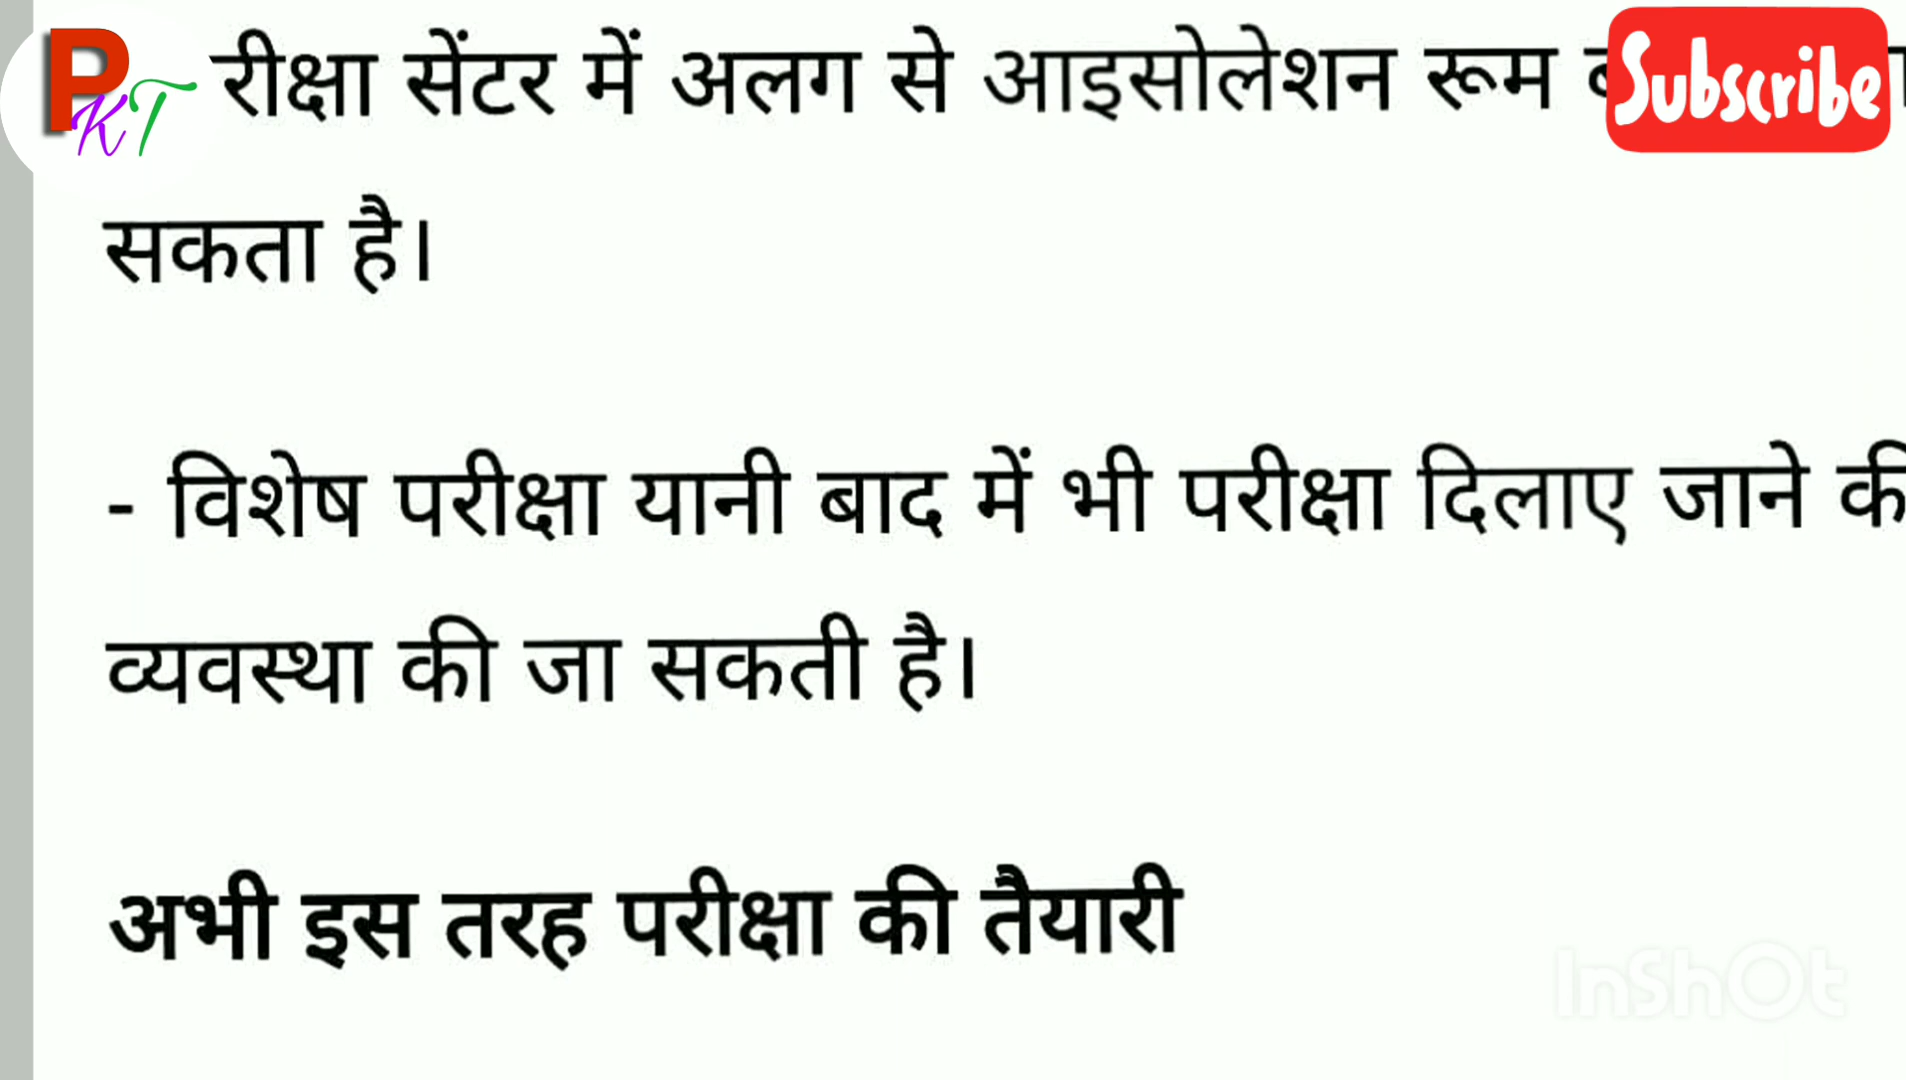 PKT रीक्षा सेंटर में अलग से आइसोलेशन रूम Subscribe
सकता है।
- विशेष परीक्षा यानी बाद में भी परीक्षा दिलाए जाने की
व्यवस्था की जा सकती है।
अभी इस तरह परीक्षा की तैयारी
InShOt